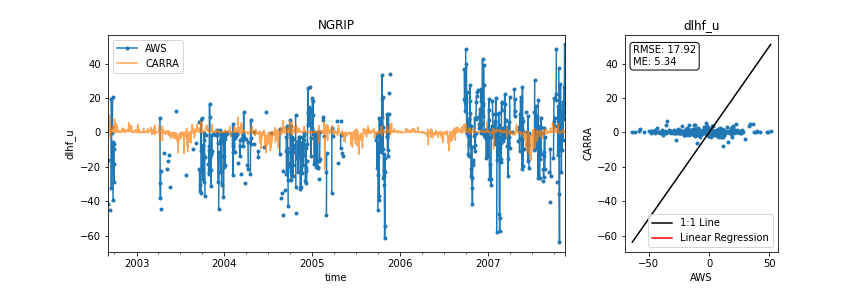 NGRIP
AWS
CARRA
dlhf_u
40
20
0
−20
−40
−60
2003
2004
2005
2006
2007
time
dlhf_u
RMSE: 17.92
ME: 5.34
CARRA
40
20
0
−20
−40
−60
1:1 Line
Linear Regression
−50
0
50
AWS